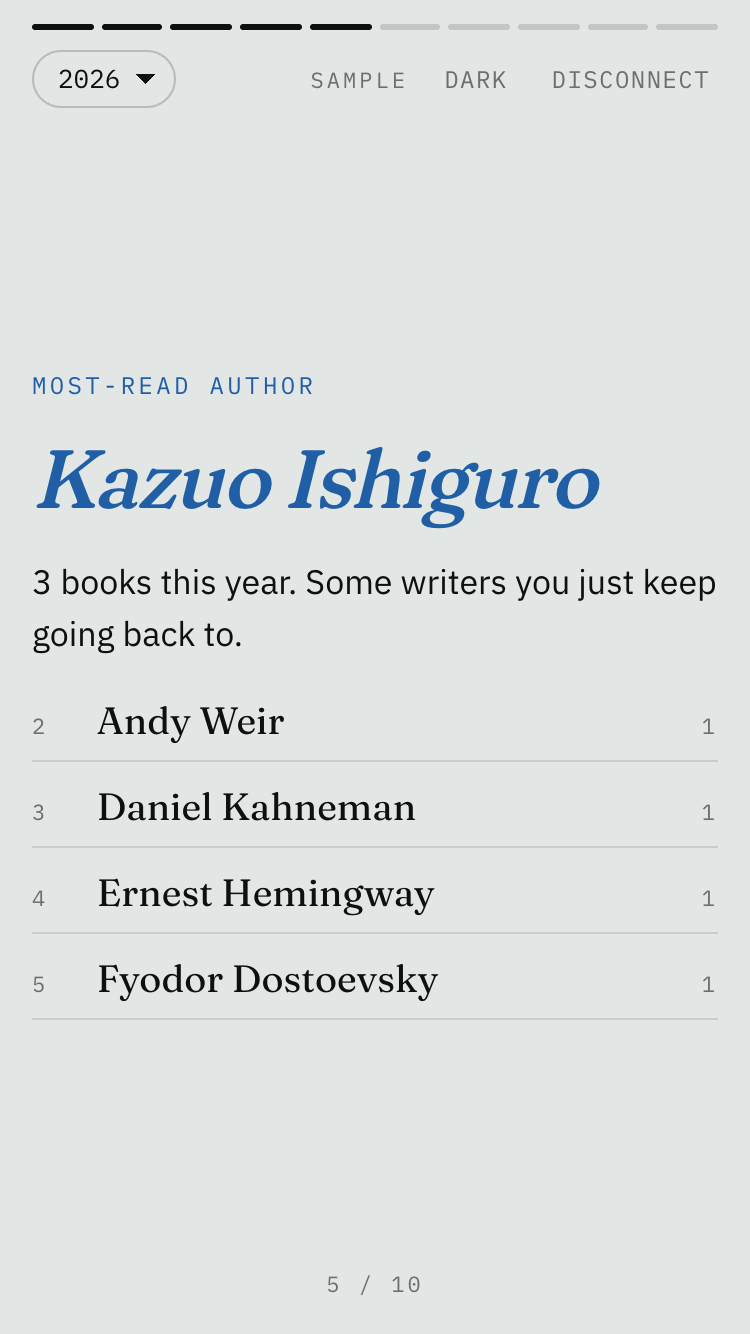 2026
SAMPLE
DARK
DISCONNECT
MOST-READ AUTHOR
Kazuo Ishiguro
3 books this year. Some writers you just keep
going back to.
2 Andy Weir 1
3 Daniel Kahneman 1
4 Ernest Hemingway 1
5 Fyodor Dostoevsky 1
5 / 10